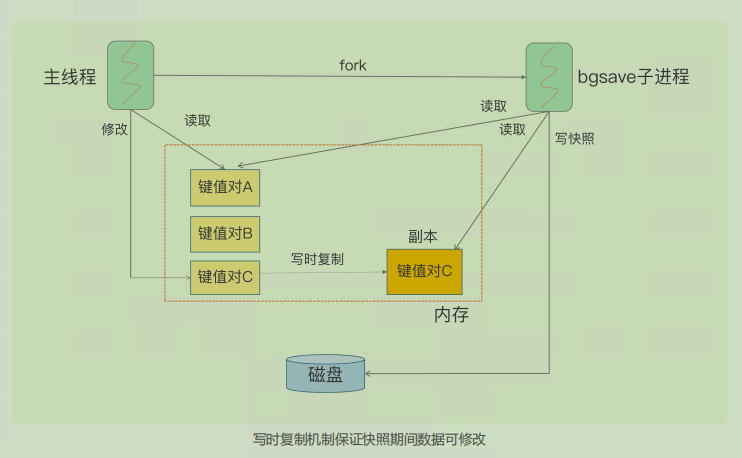 fork
主线程
bgsave子进程
修改
读取
读取
读取
写快照
键值对A
键值对B
副本
键值对C
写时复制
键值对C
内存
磁盘
写时复制机制保证快照期间数据可修改